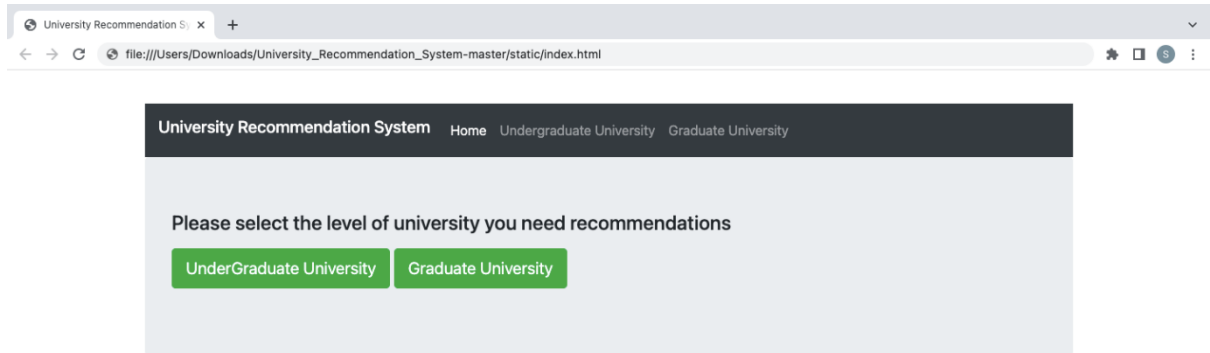 University Recommendation Sy
file:///Users/Downloads/University_Recommendation_System-master/static/index.html
S
University Recommendation System Home Undergraduate University Graduate University
Please select the level of university you need recommendations
UnderGraduate University Graduate University